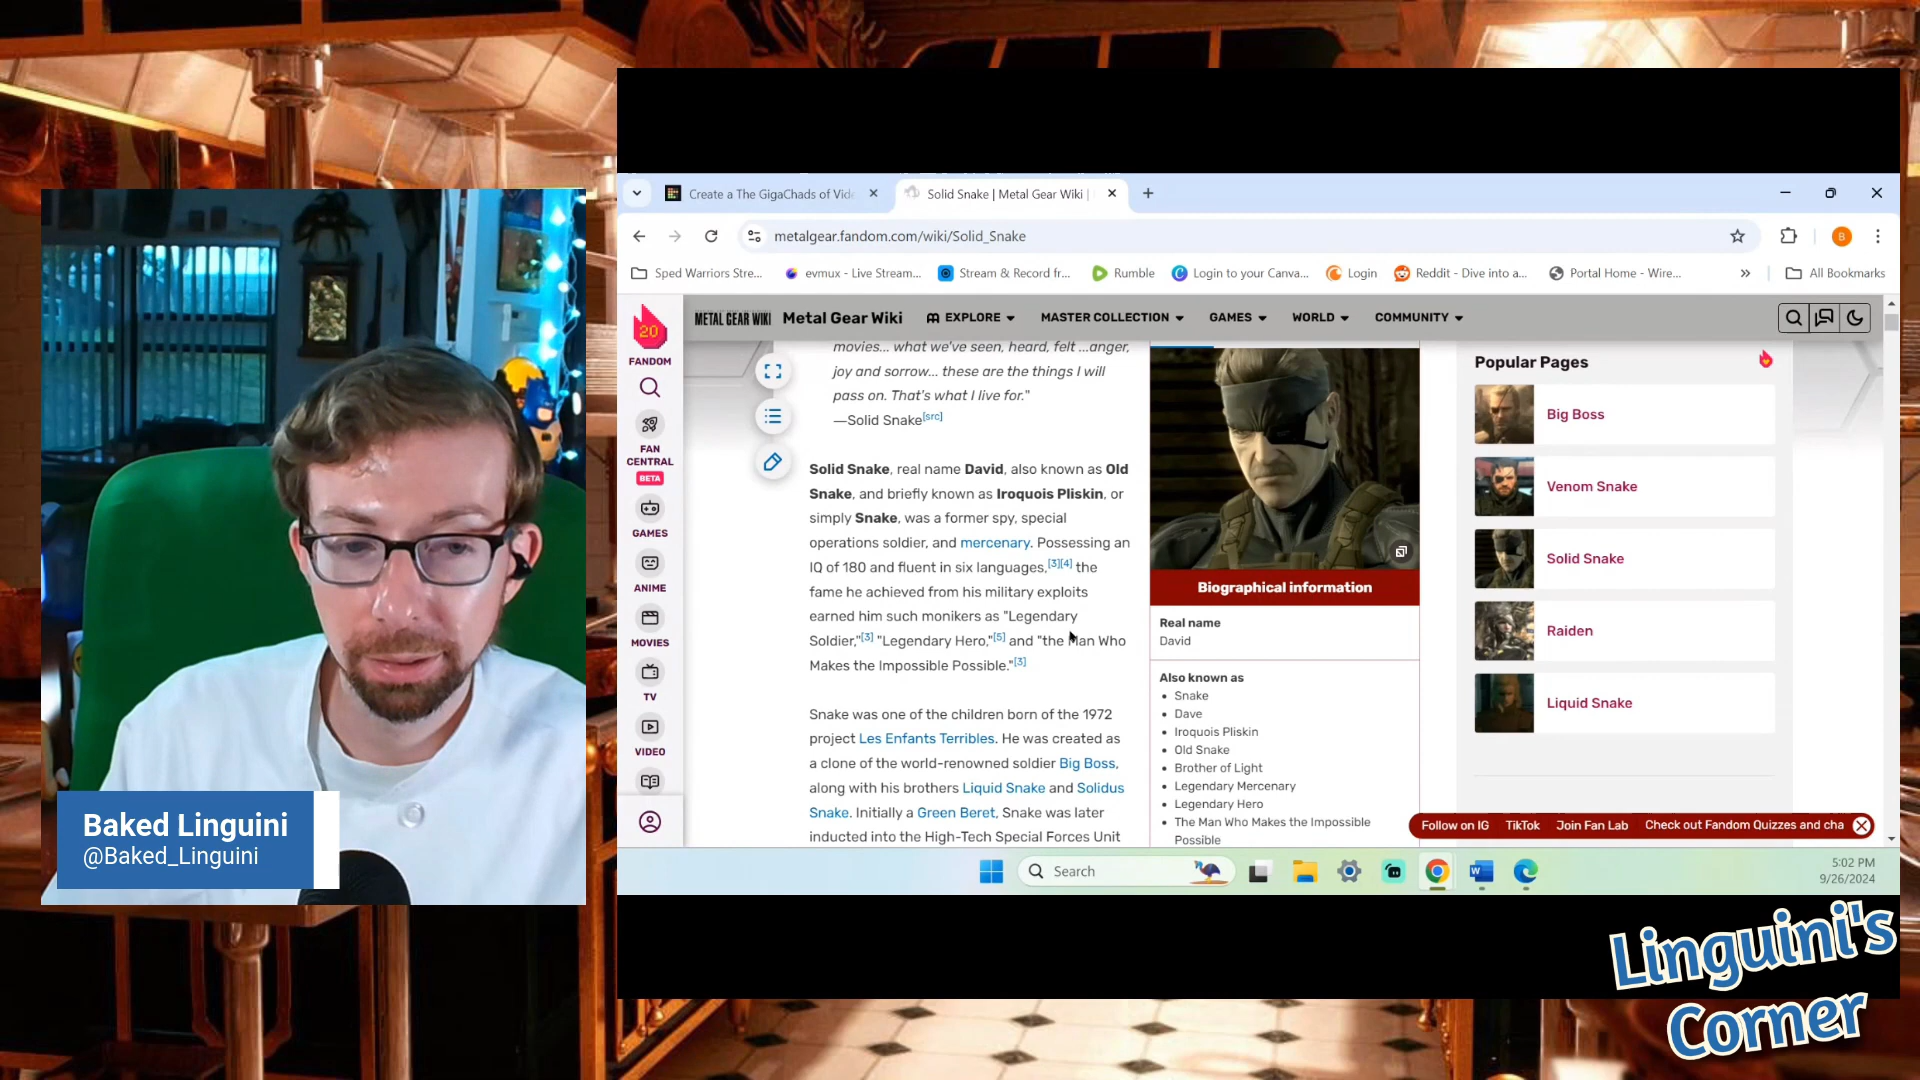 Create a The GigaChads of Vide
Solid Snake | Metal Gear Wiki |
metalgear.fandom.com/wiki/Solid_Snake
B
Sped Warriors Stre...
evmux - Live Stream...
Stream & Record fr...
Rumble
Login to your Canva...
Login
Reddit - Dive into a...
Portal Home - Wire...
»
All Bookmarks
20
FANDOM
FAN
CENTRAL
BETA
GAMES
ANIME
MOVIES
TV
VIDEO
METAL GEAR WIKI
Metal Gear Wiki
EXPLORE
MASTER COLLECTION
GAMES
WORLD
COMMUNITY
movies... what we've seen, heard, felt ...anger,
joy and sorrow... these are the things I will
pass on. That's what I live for."
—Solid Snake[src]
Solid Snake, real name David, also known as Old
Snake, and briefly known as Iroquois Pliskin, or
simply Snake, was a former spy, special
operations soldier, and mercenary. Possessing an
IQ of 180 and fluent in six languages,[3][4] the
fame he achieved from his military exploits
earned him such monikers as "Legendary
Soldier,"[3] "Legendary Hero,"[5] and "the Man Who
Makes the Impossible Possible."[3]
Snake was one of the children born of the 1972
project Les Enfants Terribles. He was created as
a clone of the world-renowned soldier Big Boss,
along with his brothers Liquid Snake and Solidus
Snake. Initially a Green Beret, Snake was later
inducted into the High-Tech Special Forces Unit
Biographical information
Real name
David
Also known as
Snake
Dave
Iroquois Pliskin
Old Snake
Brother of Light
Legendary Mercenary
Legendary Hero
The Man Who Makes the Impossible
Possible
Popular Pages
Big Boss
Venom Snake
Solid Snake
Raiden
Liquid Snake
Follow on IG
TikTok
Join Fan Lab
Check out Fandom Quizzes and cha
Search
5:02 PM
9/26/2024
Baked Linguini
@Baked_Linguini
Linguini's
Corner